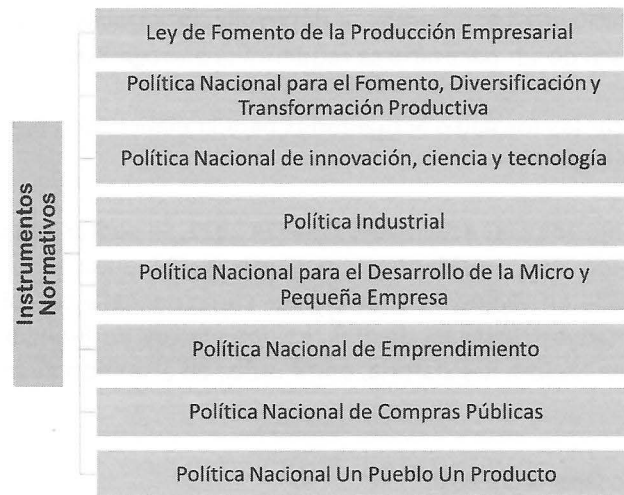 Instrumentos
Normativos
Ley de Fomento de la Producción Empresarial
Política Nacional para el Fomento, Diversificación y
Transformación Productiva
Política Nacional de innovación, ciencia y tecnología
Política Industrial
Política Nacional para el Desarrollo de la Micro y
Pequeña Empresa
Política Nacional de Emprendimiento
Política Nacional de Compras Públicas
Política Nacional Un Pueblo Un Producto